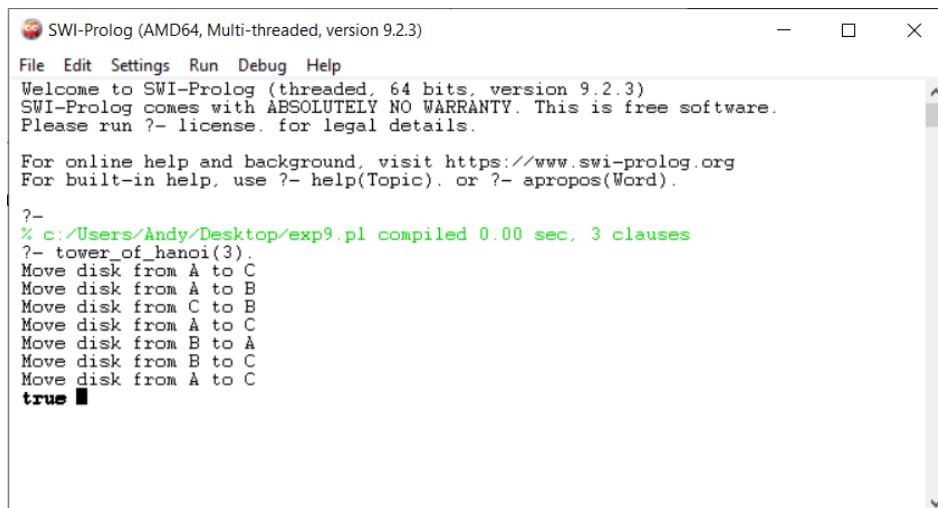 SWI-Prolog (AMD64, Multi-threaded, version 9.2.3)
File Edit Settings Run Debug Help
Welcome to SWI-Prolog (threaded, 64 bits, version 9.2.3)
SWI-Prolog comes with ABSOLUTELY NO WARRANTY. This is free software.
Please run ?- license. for legal details.
For online help and background, visit https://www.swi-prolog.org
For built-in help, use ?- help(Topic). or ?- apropos(Word).
?-
% c:/Users/Andy/Desktop/exp9.pl compiled 0.00 sec, 3 clauses
?- tower_of_hanoi(3).
Move disk from A to C
Move disk from A to B
Move disk from C to B
Move disk from A to C
Move disk from B to A
Move disk from B to C
Move disk from A to C
true